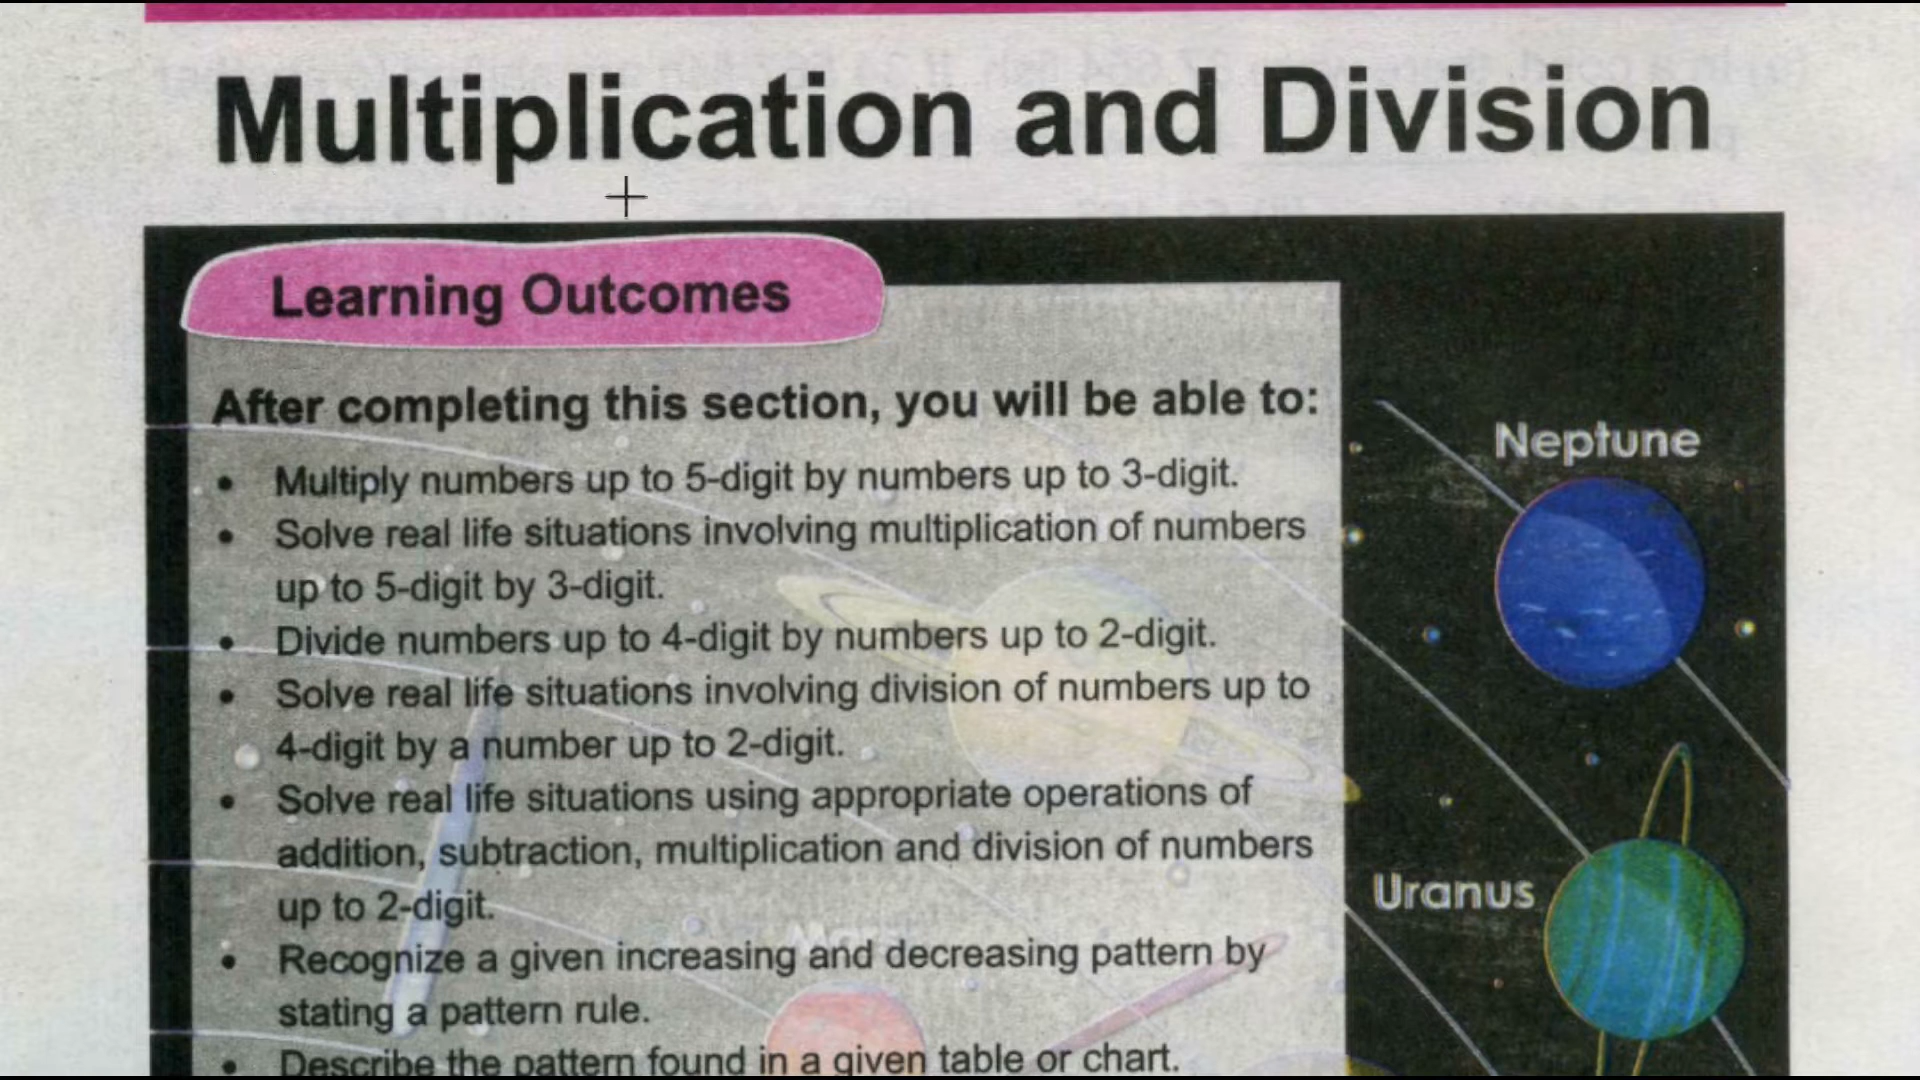 Multiplication and Division
Learning Outcomes
After completing this section, you will be able to:
• Multiply numbers up to 5-digit by numbers up to 3-digit.
• Solve real life situations involving multiplication of numbers
up to 5-digit by 3-digit.
• Divide numbers up to 4-digit by numbers up to 2-digit.
• Solve real life situations involving division of numbers up to
4-digit by a number up to 2-digit.
• Solve real life situations using appropriate operations of
addition, subtraction, multiplication and division of numbers
up to 2-digit.
• Recognize a given increasing and decreasing pattern by
stating a pattern rule.
• Describe the pattern found in a given table or chart.
Neptune
Uranus